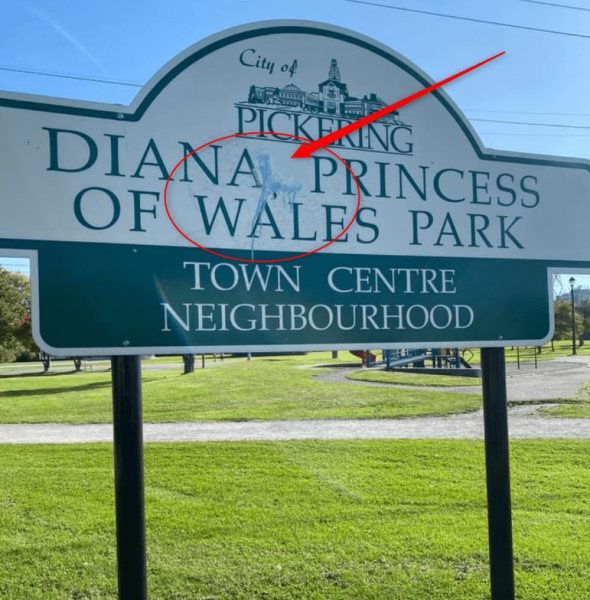 City of
PICKERING
DIANA, PRINCESS
OF WALES PARK
TOWN CENTRE
NEIGHBOURHOOD